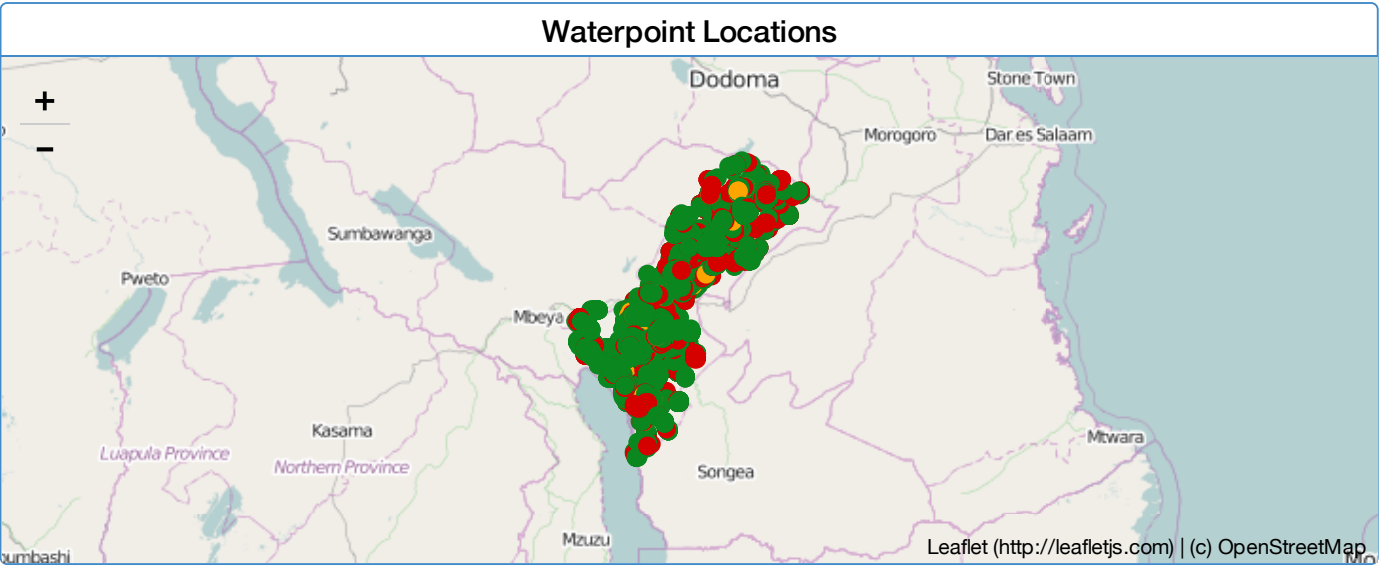 Waterpoint Locations
+
−
Dodoma
Stone Town
Morogoro
Dar es Salaam
Sumbawanga
Pweto
Mbeya
Kasama
Luapula Province
Northern Province
Mtwara
Songea
Mzuzu
Leaflet (http://leafletjs.com) | (c) OpenStreetMap